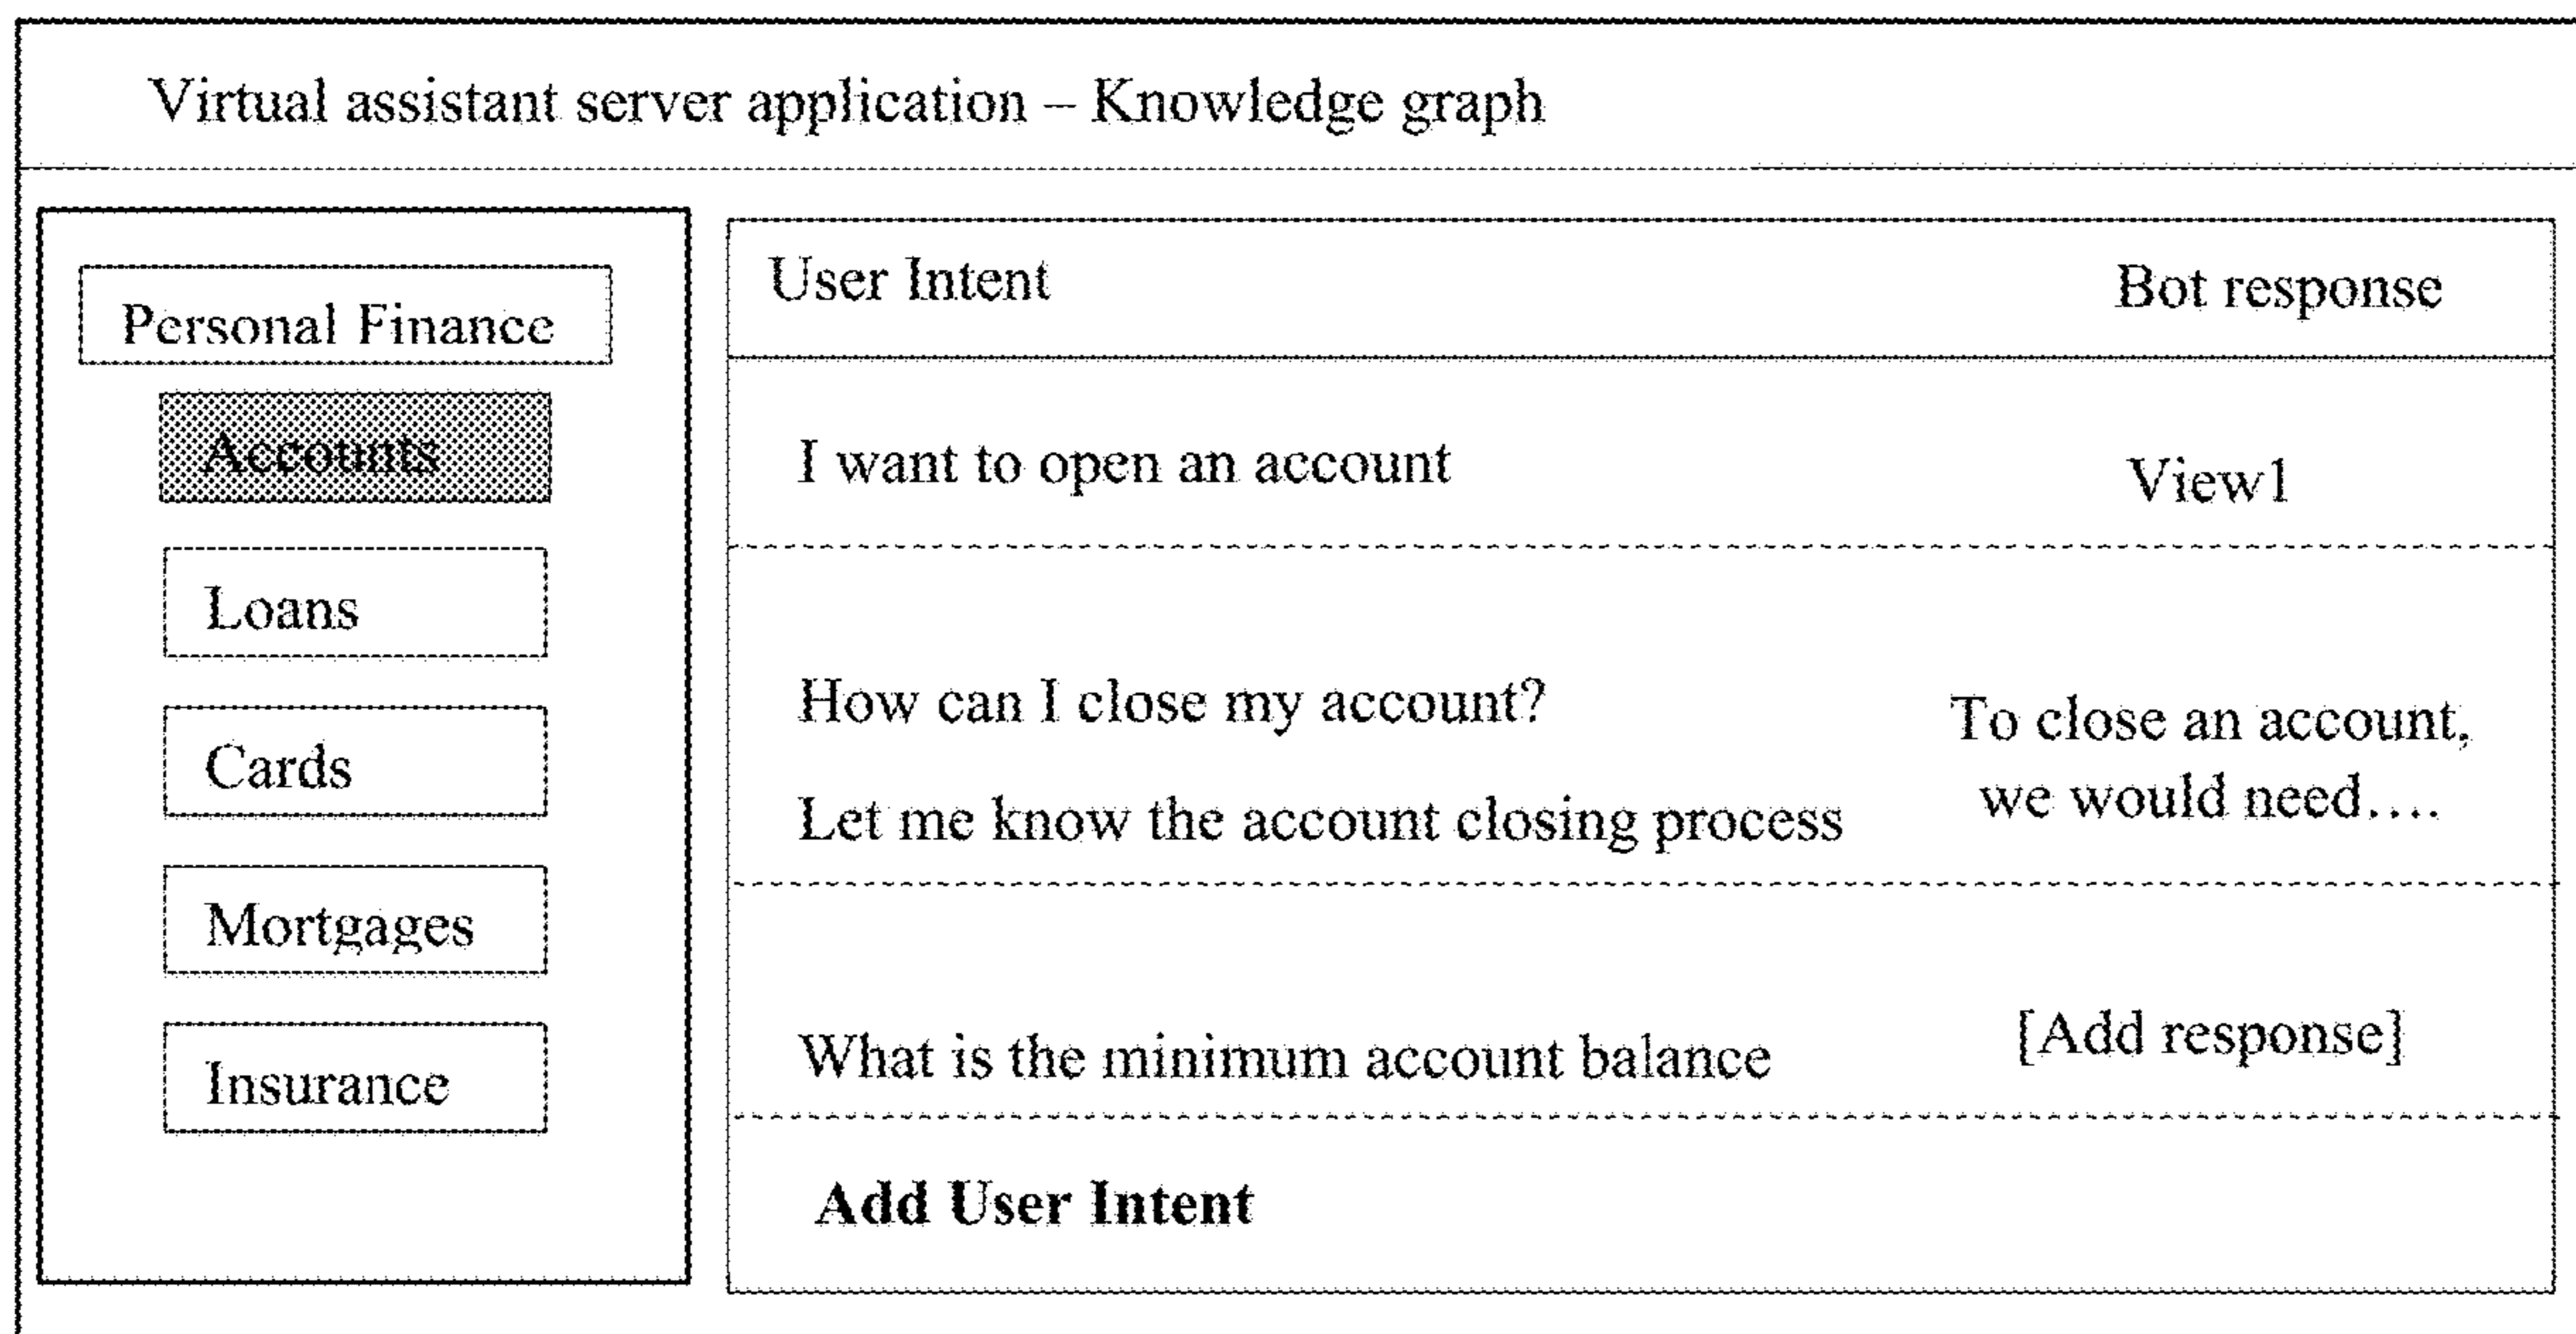 Virtual assistant server application – Knowledge graph
Personal Finance
Accounts
Loans
Cards
Mortgages
Insurance
User Intent
Bot response
I want to open an account
View1
How can I close my account?
Let me know the account closing process
To close an account,
we would need….
What is the minimum account balance
[Add response]
Add User Intent